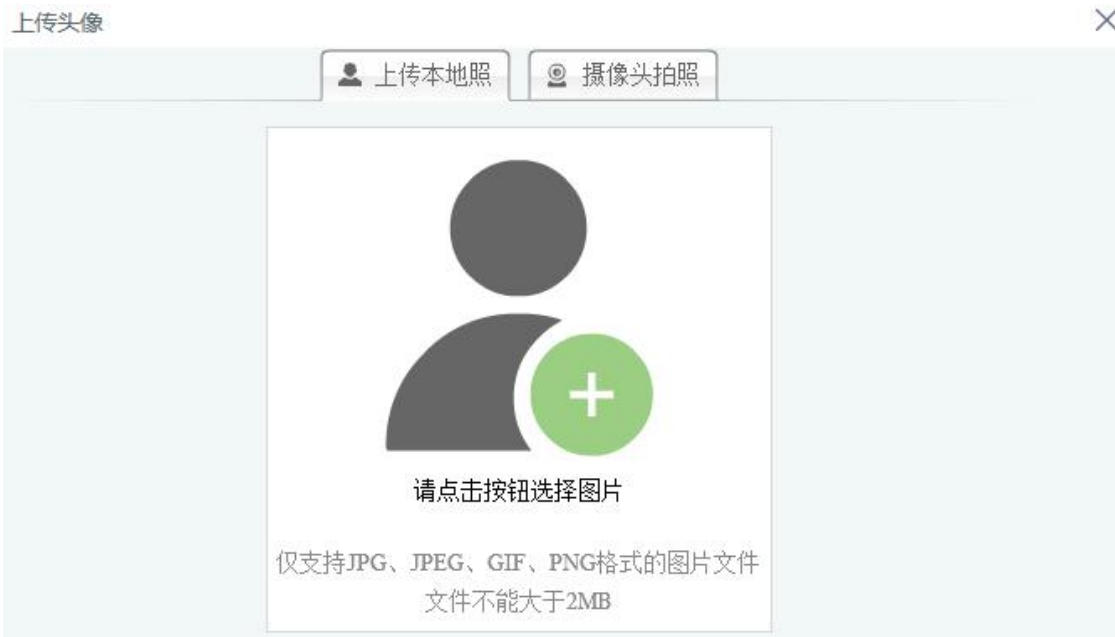 上传头像
上传本地照
摄像头拍照
请点击按钮选择图片
仅支持JPG、JPEG、GIF、PNG格式的图片文件
文件不能大于2MB